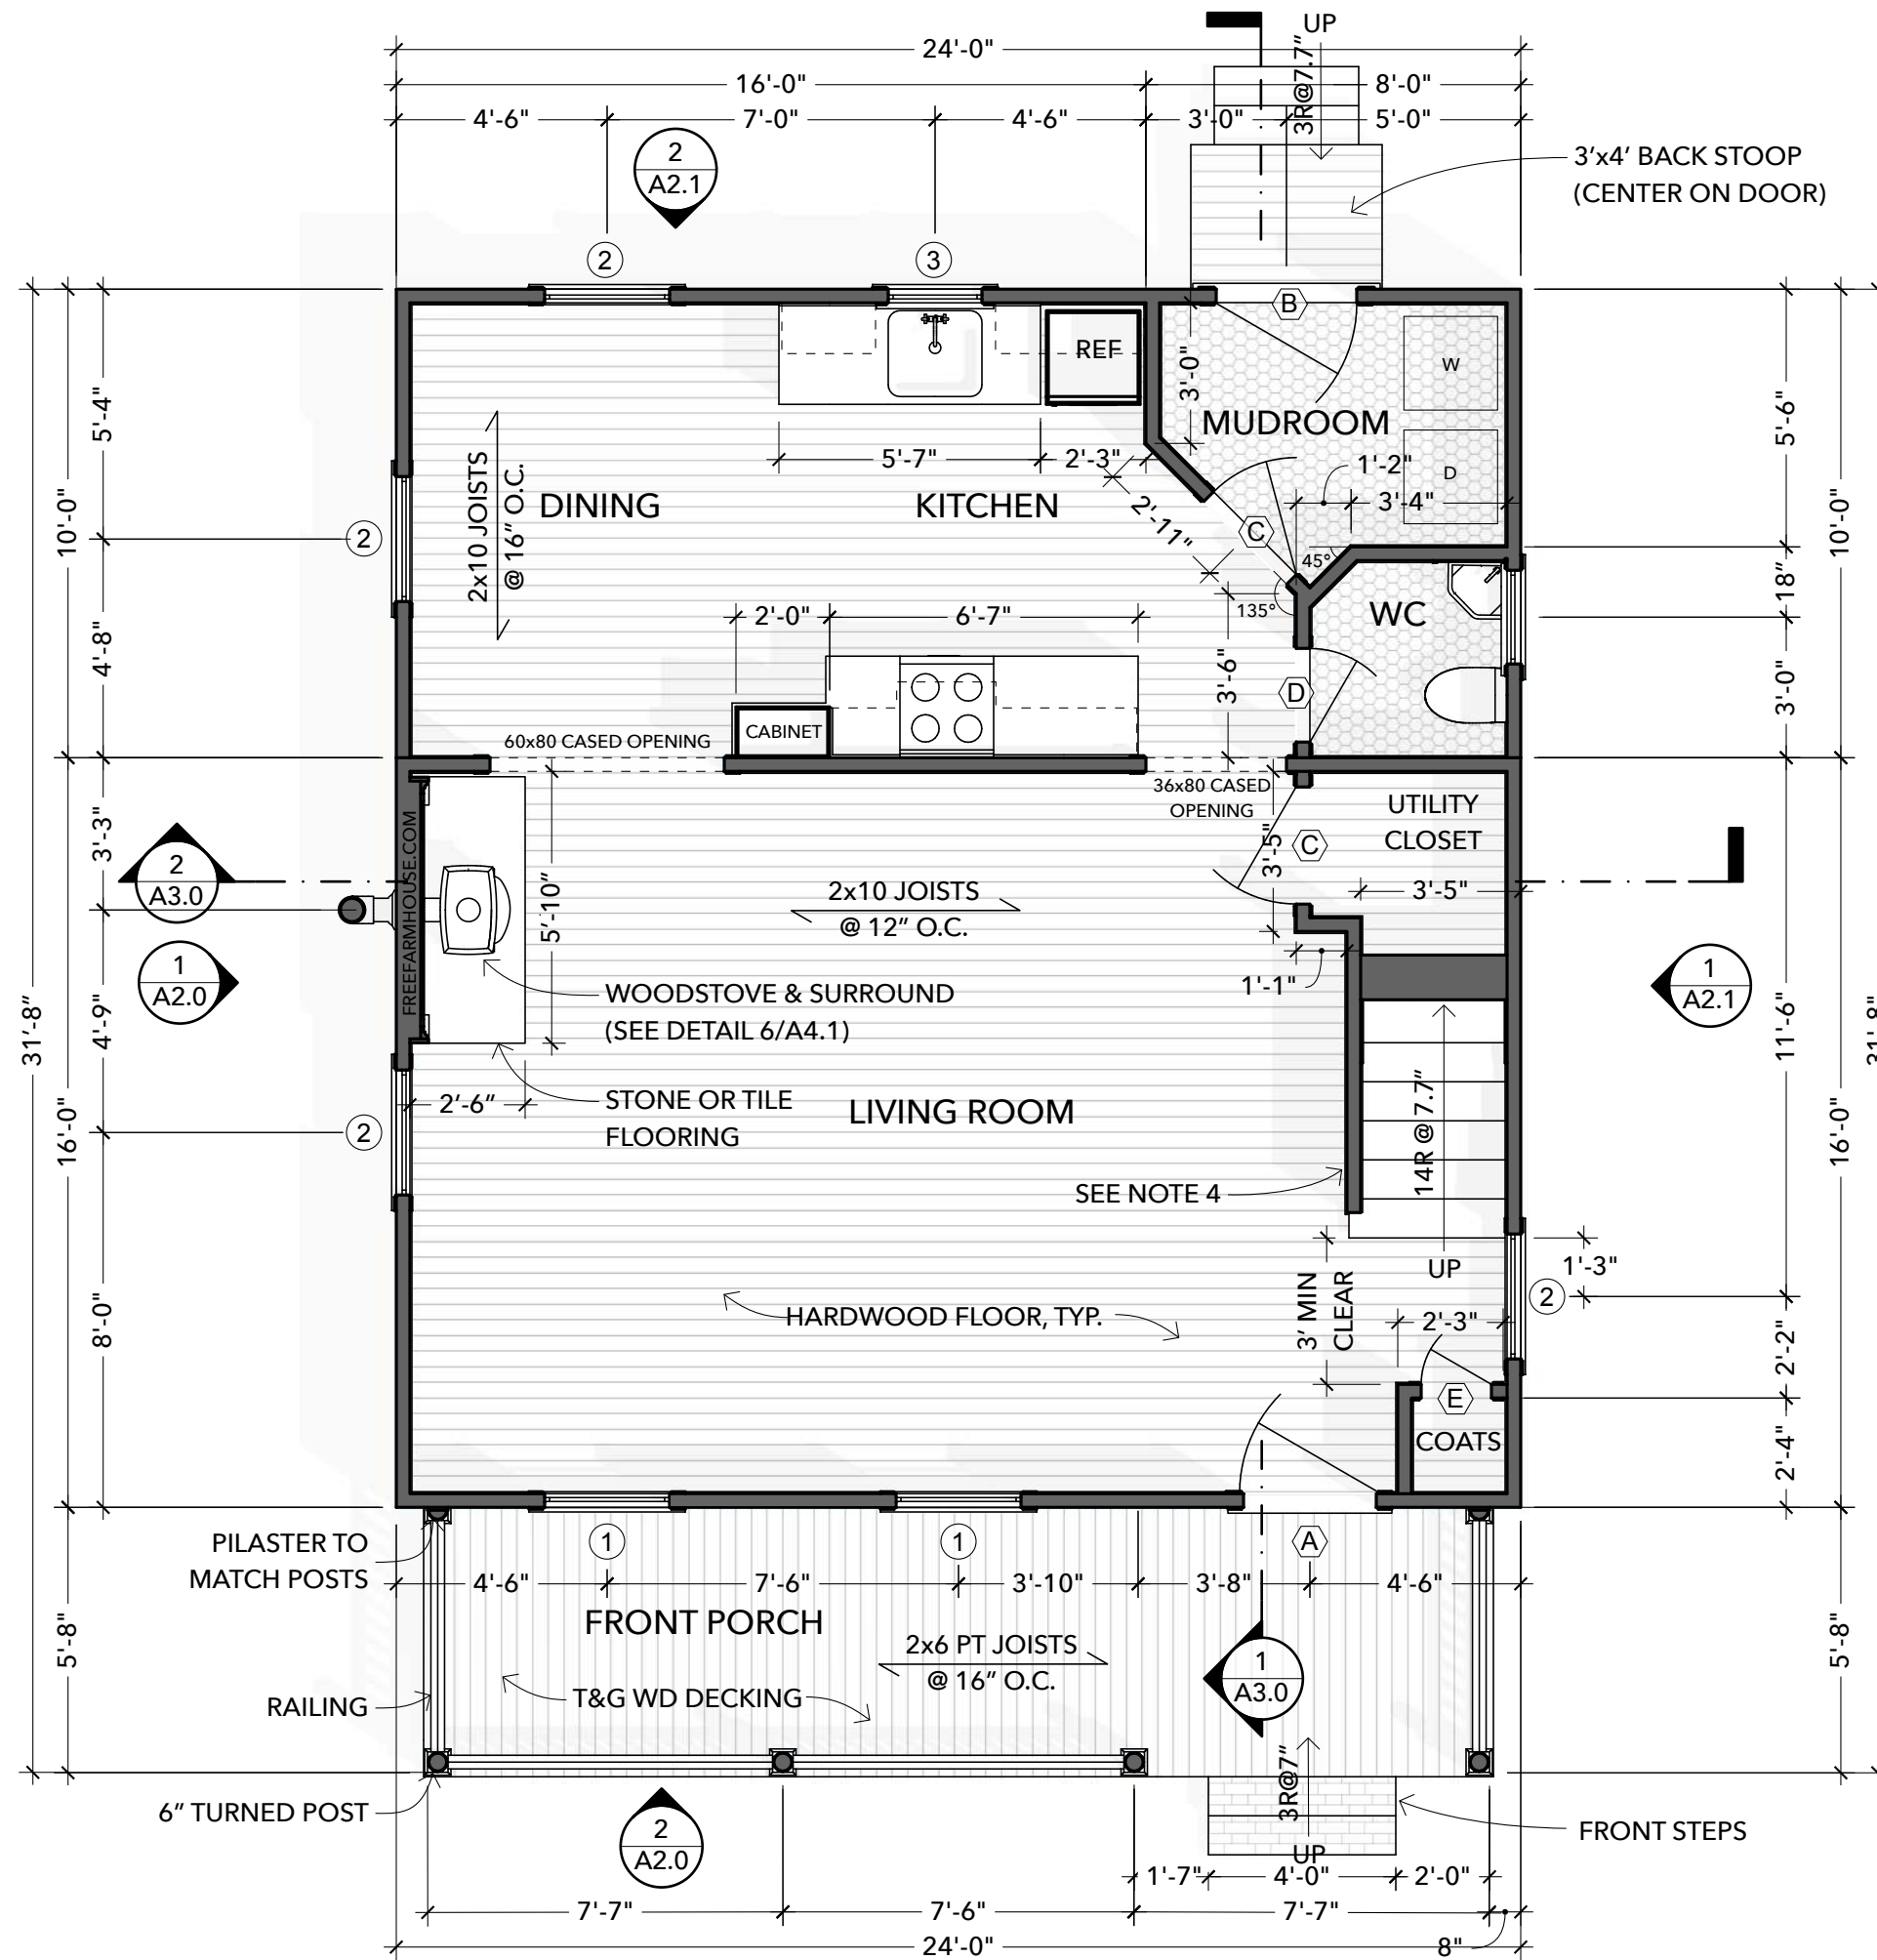 UP
24'-0"
16'-0"
8'-0"
4'-6"
7'-0"
4'-6"
3'-0"
5'-0"
3R@7.7"
2
A2.1
3'x4' BACK STOOP
(CENTER ON DOOR)
2
3
B
REF
W
MUDROOM
3'-0"
D
5'-4"
10'-0"
5'-6"
10'-0"
5'-7"
2'-3"
1'-2"
3'-4"
2x10 JOISTS
@ 16" O.C.
DINING
KITCHEN
2'-11"
C
2
45°
135°
18"
WC
2'-0"
6'-7"
4'-8"
3'-6"
D
3'-0"
CABINET
60x80 CASED OPENING
36x80 CASED
OPENING
UTILITY
CLOSET
3'-3"
FREEFARMHOUSE.COM
3'-5"
C
2
A3.0
5'-10"
2x10 JOISTS
@ 12" O.C.
3'-5"
1
A2.0
4'-9"
WOODSTOVE & SURROUND
(SEE DETAIL 6/A4.1)
1'-1"
1
A2.1
31'-8"
11'-6"
31'-8"
2'-6"
STONE OR TILE
FLOORING
LIVING ROOM
14R @ 7.7"
2
16'-0"
16'-0"
SEE NOTE 4
UP
1'-3"
8'-0"
HARDWOOD FLOOR, TYP.
3' MIN
CLEAR
2
2'-3"
2'-2"
E
COATS
2'-4"
PILASTER TO
MATCH POSTS
1
1
A
4'-6"
7'-6"
3'-10"
3'-8"
4'-6"
FRONT PORCH
2x6 PT JOISTS
@ 16" O.C.
5'-8"
5'-8"
1
A3.0
RAILING
T&G WD DECKING
6" TURNED POST
2
A2.0
3R@7"
UP
FRONT STEPS
1'-7"
4'-0"
2'-0"
7'-7"
7'-6"
7'-7"
24'-0"
8"